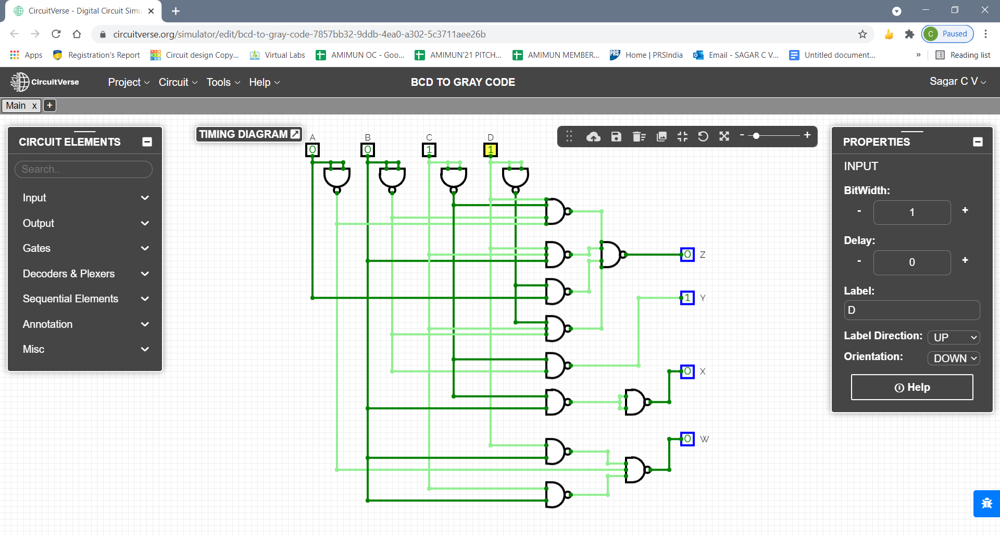 CircuitVerse - Digital Circuit Simu
circuitverse.org/simulator/edit/bcd-to-gray-code-7857bb32-9ddb-4ea0-a302-5c3711aee26b
C Paused
Apps Registration's Report Circuit design Copy... Virtual Labs AMIMUN OC - Goo... AMIMUN'21 PITCH... AMIMUN MEMBER... Home | PRSIndia Email - SAGAR C V... Untitled document... » Reading list
CircuitVerse Project Circuit Tools Help BCD TO GRAY CODE Sagar C V
Main x +
TIMING DIAGRAM
CIRCUIT ELEMENTS
Search..
Input
Output
Gates
Decoders & Plexers
Sequential Elements
Annotation
Misc
A B C D
0 0 1 1
0 Z
1 Y
0 X
0 W
- +
PROPERTIES
INPUT
BitWidth:
- 1 +
Delay:
- 0 +
Label:
D
Label Direction: UP
Orientation: DOWN
Help